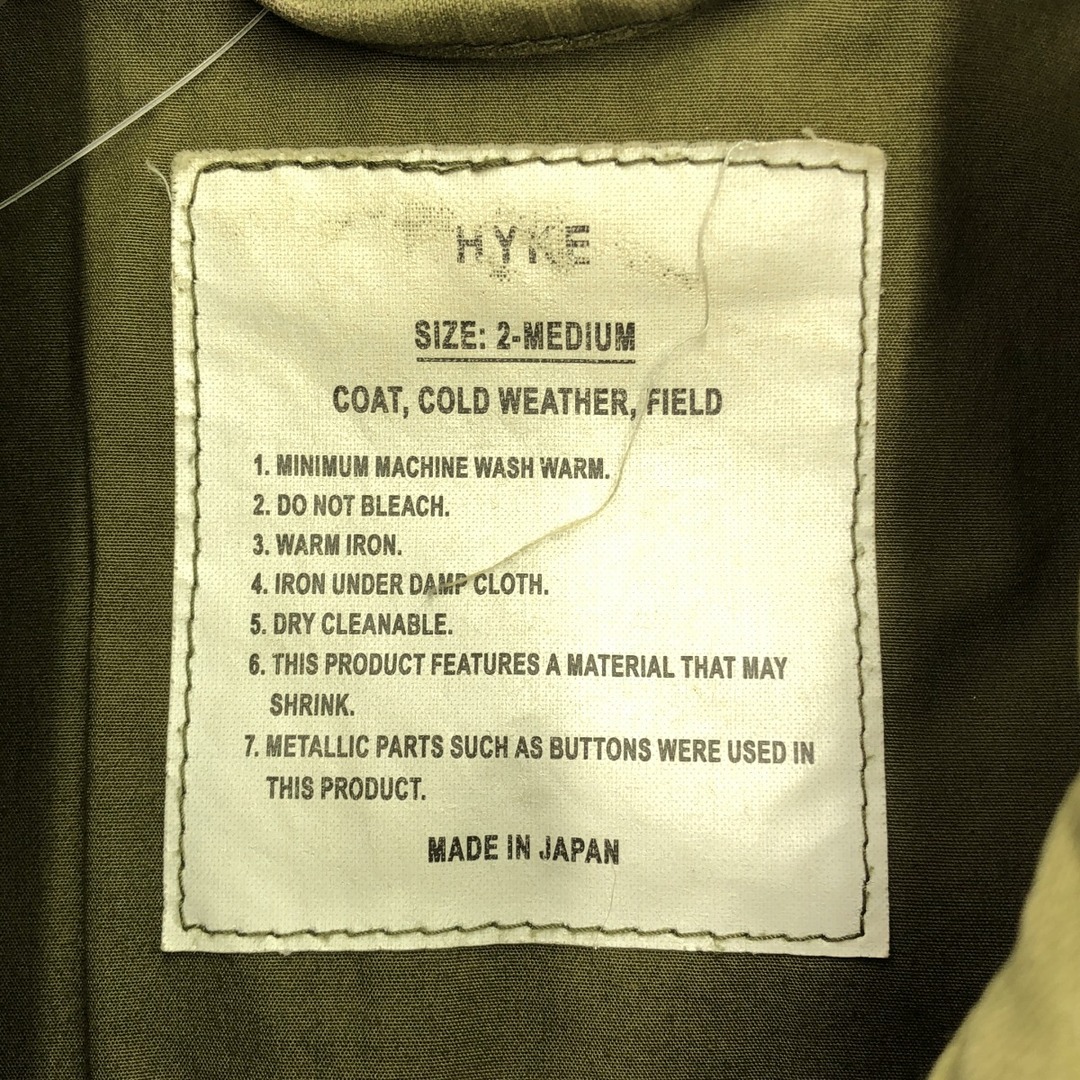 HYKE
SIZE: 2-MEDIUM
COAT, COLD WEATHER, FIELD
1. MINIMUM MACHINE WASH WARM.
2. DO NOT BLEACH.
3. WARM IRON.
4. IRON UNDER DAMP CLOTH.
5. DRY CLEANABLE.
6. THIS PRODUCT FEATURES A MATERIAL THAT MAY
SHRINK.
7. METALLIC PARTS SUCH AS BUTTONS WERE USED IN
THIS PRODUCT.
MADE IN JAPAN